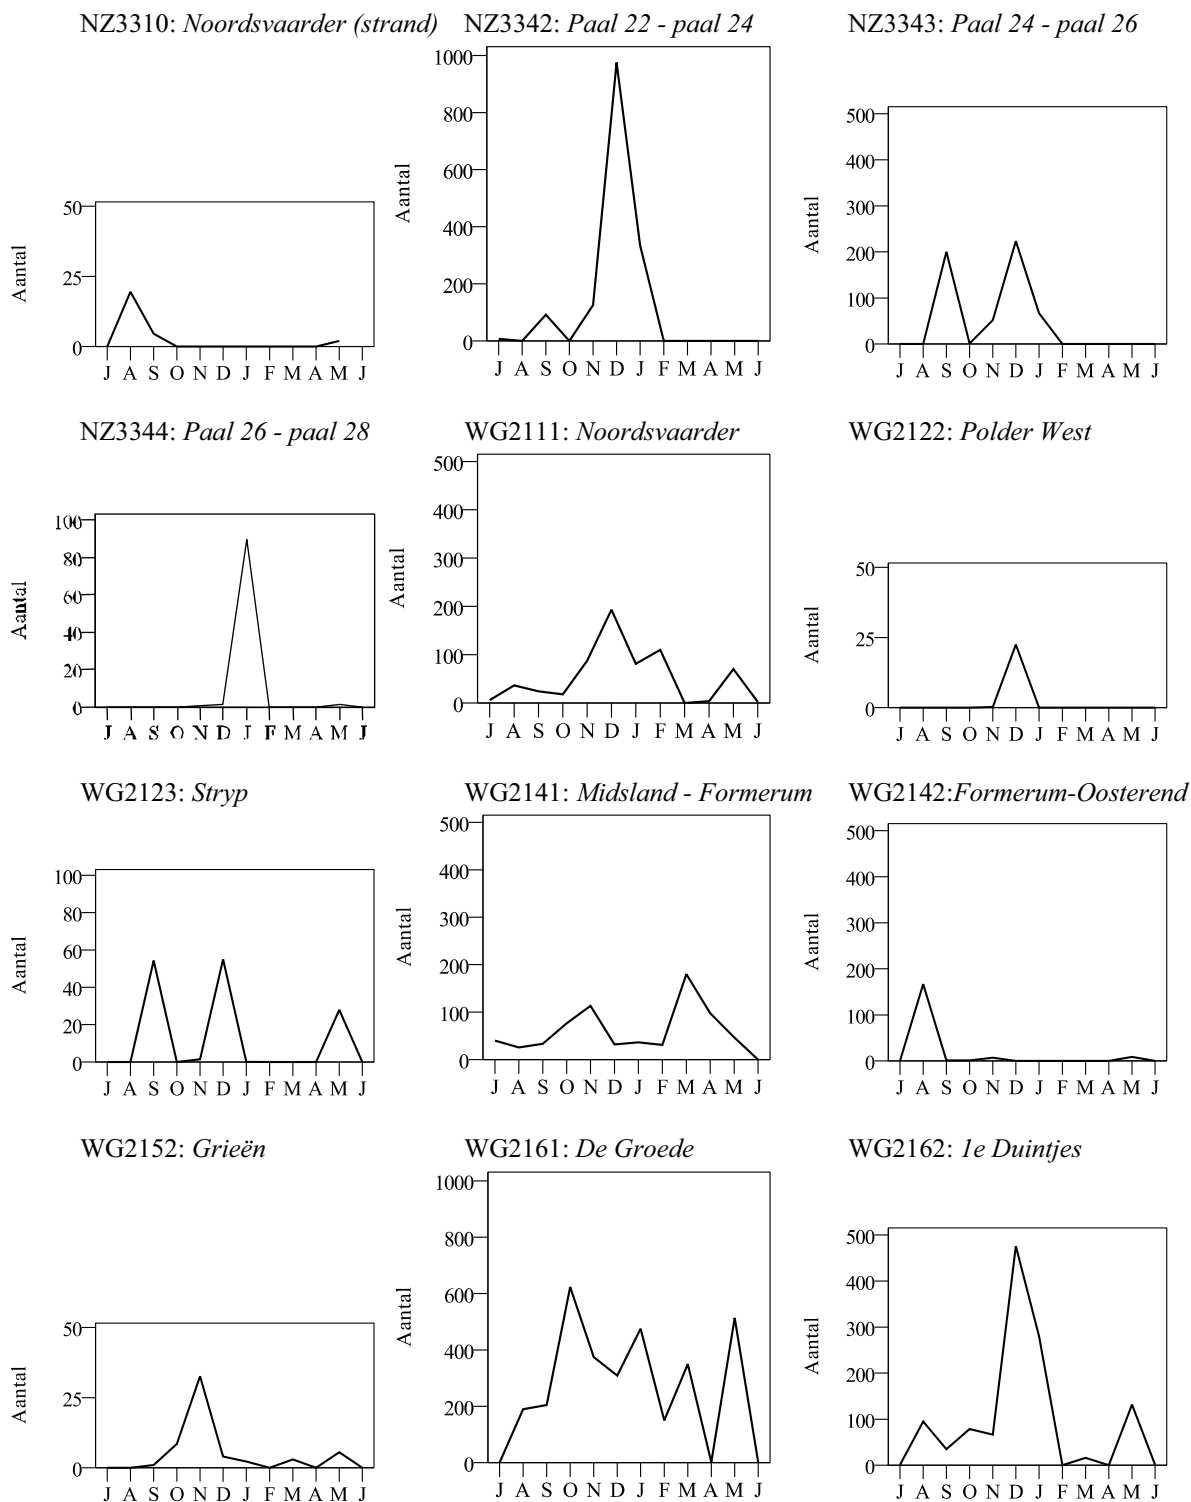 NZ3310: Noordsvaarder (strand)
NZ3342: Paal 22 - paal 24
NZ3343: Paal 24 - paal 26
Aantal
50
25
0
J A S O N D J F M A M J
Aantal
1000
800
600
400
200
0
J A S O N D J F M A M J
Aantal
500
400
300
200
100
0
J A S O N D J F M A M J
NZ3344: Paal 26 - paal 28
WG2111: Noordsvaarder
WG2122: Polder West
Aantal
100
80
60
40
20
0
J A S O N D J F M A M J
Aantal
500
400
300
200
100
0
J A S O N D J F M A M J
Aantal
50
25
0
J A S O N D J F M A M J
WG2123: Stryp
WG2141: Midsland - Formerum
WG2142:Formerum-Oosterend
Aantal
100
80
60
40
20
0
J A S O N D J F M A M J
Aantal
500
400
300
200
100
0
J A S O N D J F M A M J
Aantal
500
400
300
200
100
0
J A S O N D J F M A M J
WG2152: Grieën
WG2161: De Groede
WG2162: 1e Duintjes
Aantal
50
25
0
J A S O N D J F M A M J
Aantal
1000
800
600
400
200
0
J A S O N D J F M A M J
Aantal
500
400
300
200
100
0
J A S O N D J F M A M J